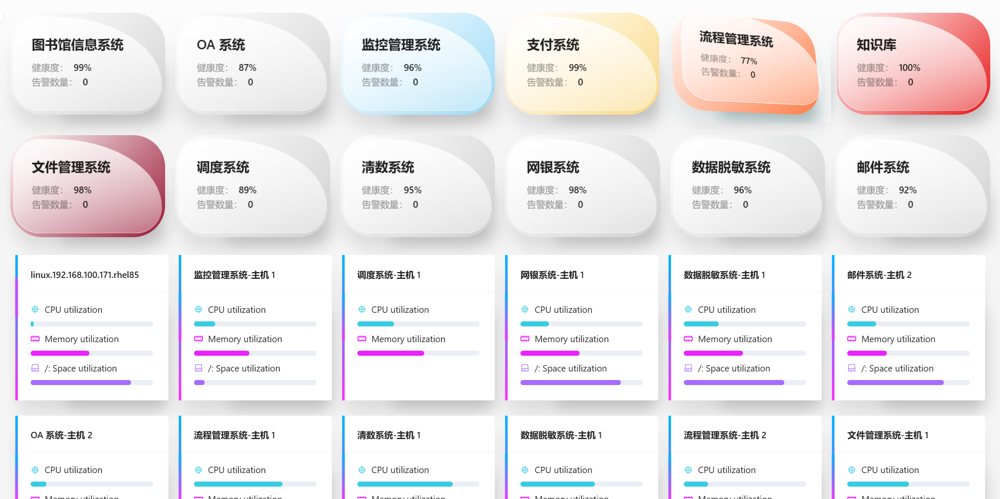 图书馆信息系统
健康度： 99%
告警数量： 0
OA 系统
健康度： 87%
告警数量： 0
监控管理系统
健康度： 96%
告警数量： 0
支付系统
健康度： 99%
告警数量： 0
流程管理系统
健康度： 77%
告警数量： 0
知识库
健康度： 100%
告警数量： 0
文件管理系统
健康度： 98%
告警数量： 0
调度系统
健康度： 89%
告警数量： 0
清数系统
健康度： 95%
告警数量： 0
网银系统
健康度： 98%
告警数量： 0
数据脱敏系统
健康度： 96%
告警数量： 0
邮件系统
健康度： 92%
告警数量： 0
linux.192.168.100.171.rhel85
CPU utilization
Memory utilization
/: Space utilization
监控管理系统-主机 1
CPU utilization
Memory utilization
/: Space utilization
调度系统-主机 1
CPU utilization
Memory utilization
网银系统-主机 1
CPU utilization
Memory utilization
/: Space utilization
数据脱敏系统-主机 1
CPU utilization
Memory utilization
/: Space utilization
邮件系统-主机 2
CPU utilization
Memory utilization
/: Space utilization
OA 系统-主机 2
CPU utilization
Memory utilization
流程管理系统-主机 1
CPU utilization
Memory utilization
清数系统-主机 1
CPU utilization
Memory utilization
数据脱敏系统-主机 1
CPU utilization
Memory utilization
流程管理系统-主机 2
CPU utilization
Memory utilization
文件管理系统-主机 1
CPU utilization
Memory utilization